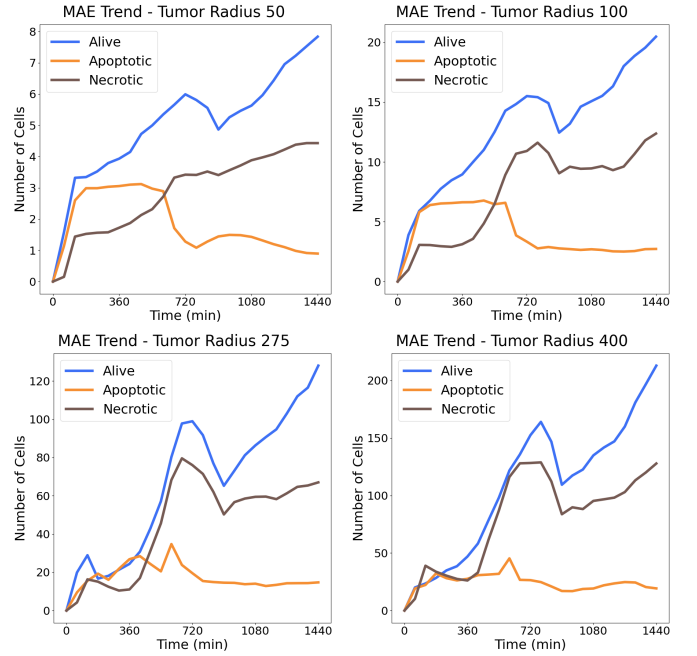 MAE Trend - Tumor Radius 50
Number of Cells
8
7
6
5
4
3
2
1
0
Alive
Apoptotic
Necrotic
0 360 720 1080 1440
Time (min)
MAE Trend - Tumor Radius 100
Number of Cells
20
15
10
5
0
Alive
Apoptotic
Necrotic
0 360 720 1080 1440
Time (min)
MAE Trend - Tumor Radius 275
Number of Cells
120
100
80
60
40
20
0
Alive
Apoptotic
Necrotic
0 360 720 1080 1440
Time (min)
MAE Trend - Tumor Radius 400
Number of Cells
200
150
100
50
0
Alive
Apoptotic
Necrotic
0 360 720 1080 1440
Time (min)